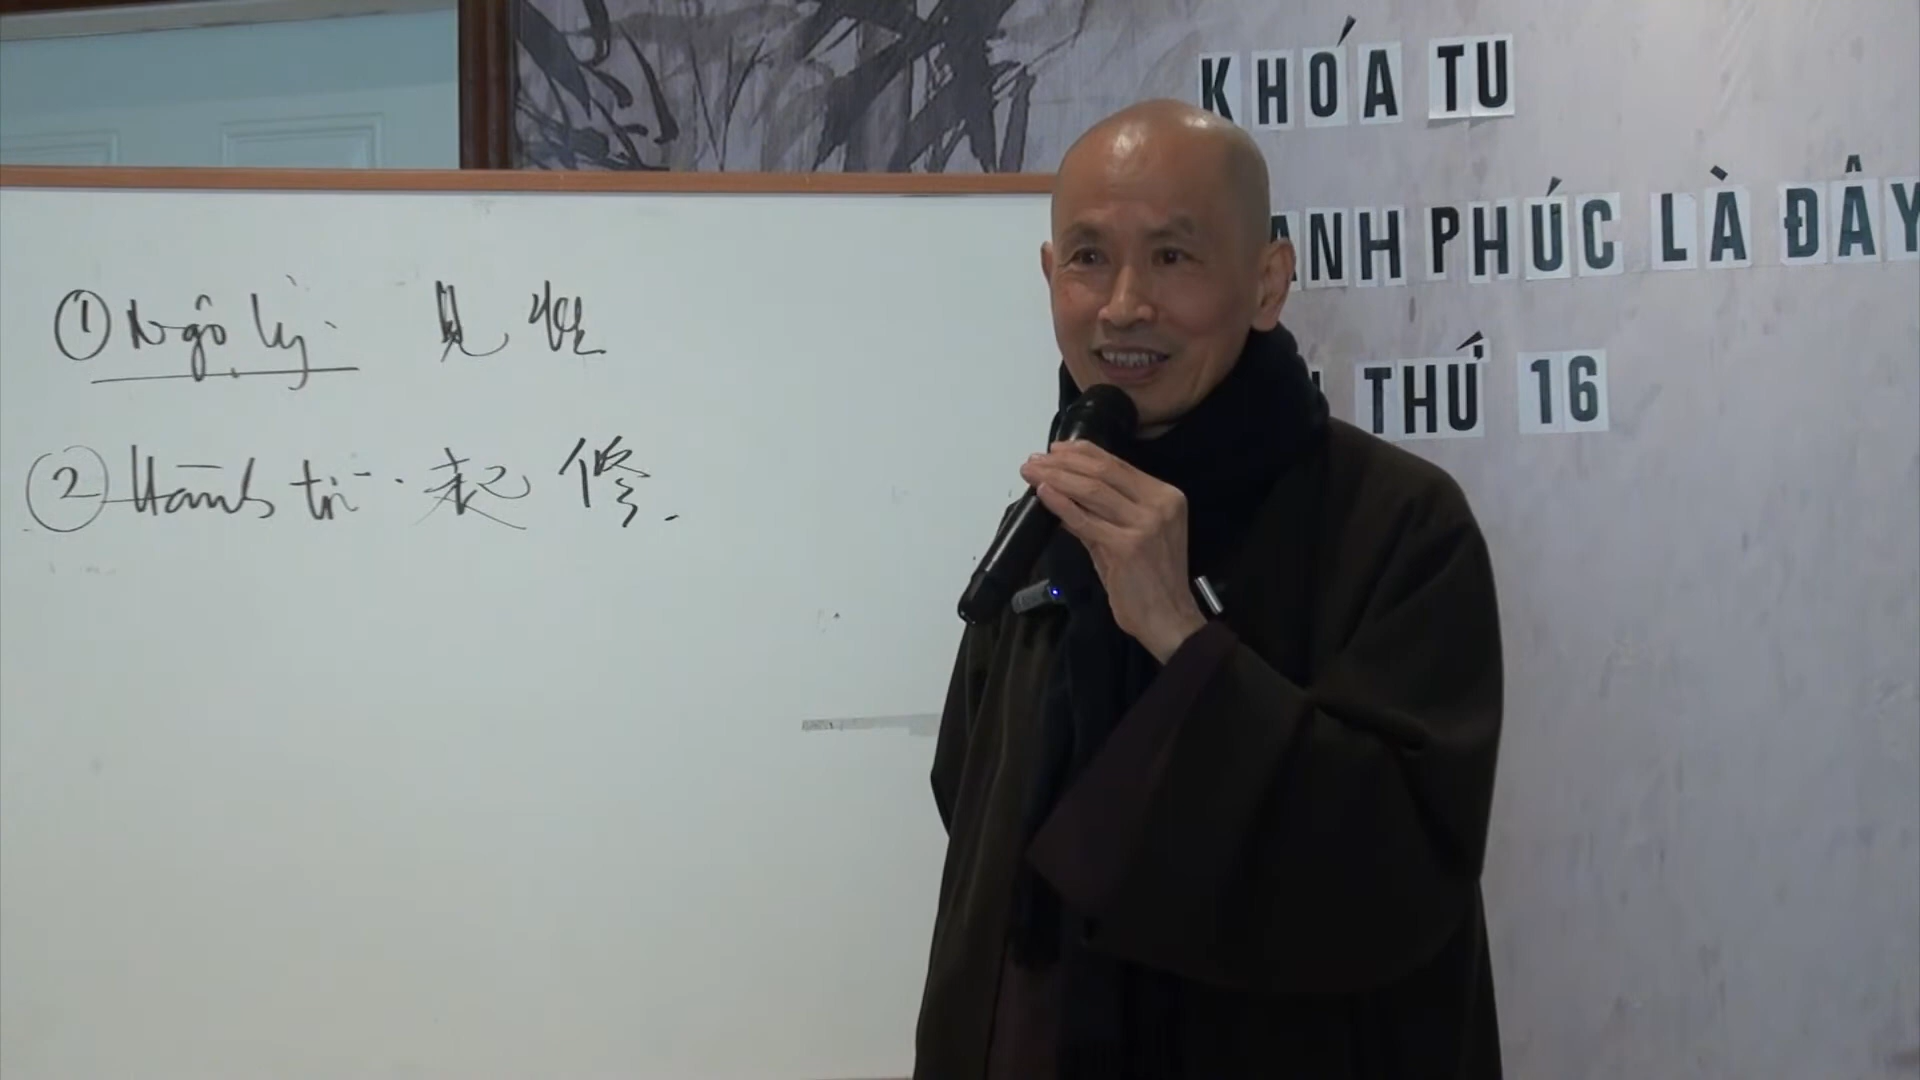 ① Ngộ lý. 見 性
② Hành trì. 起 修.
KHÓA TU
ANH PHÚC LÀ ĐÂY
THỨ 16